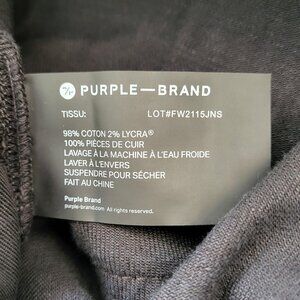 PURPLE—BRAND
TISSU: LOT#FW2115JNS
98% COTON 2% LYCRA®
100% PIÈCES DE CUIR
LAVAGE À LA MACHINE À L'EAU FROIDE
LAVER À L'ENVERS
SUSPENDRE POUR SÉCHER
FAIT AU CHINE
Purple Brand
purple-brand.com All rights reserved.